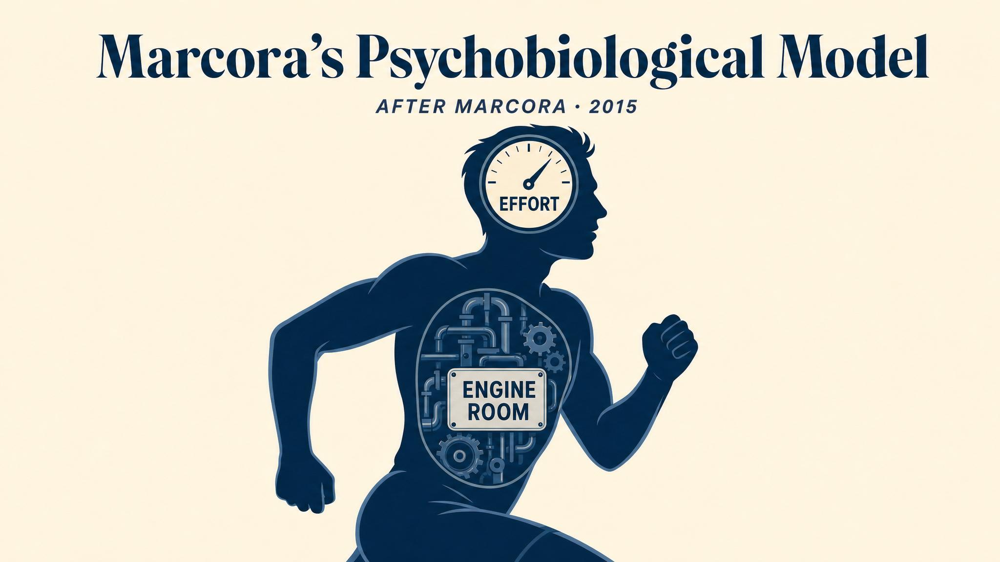 Marcora’s Psychobiological Model
AFTER MARCORA · 2015
EFFORT
ENGINE
ROOM